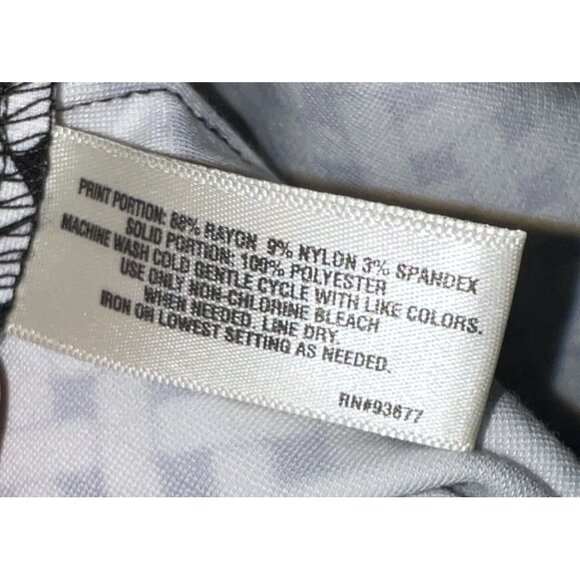 PRINT PORTION: 88% RAYON 9% NYLON 3% SPANDEX
SOLID PORTION: 100% POLYESTER
MACHINE WASH COLD GENTLE CYCLE WITH LIKE COLORS.
USE ONLY NON-CHLORINE BLEACH
WHEN NEEDED. LINE DRY.
IRON ON LOWEST SETTING AS NEEDED.
RN#93677